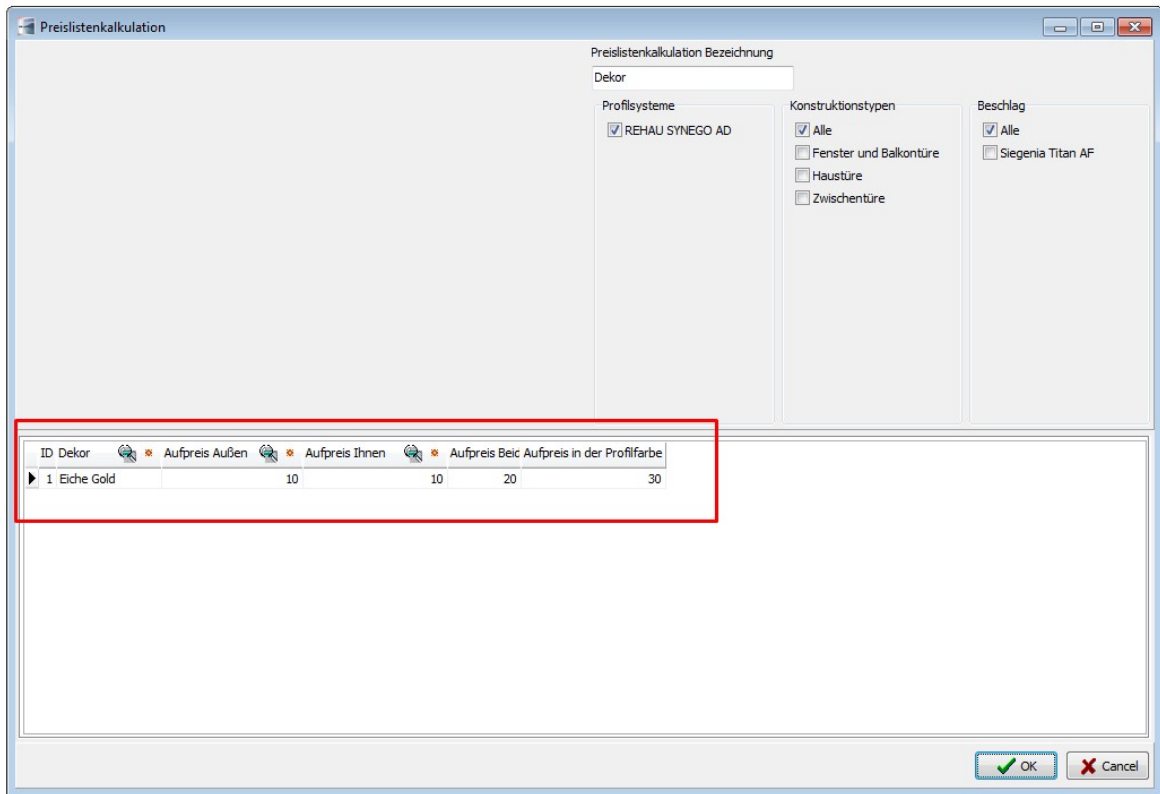 Preislistenkalkulation
Preislistenkalkulation Bezeichnung
Dekor
Profilsysteme
REHAU SYNEGO AD
Konstruktionstypen
Alle
Fenster und Balkontüre
Haustüre
Zwischentüre
Beschlag
Alle
Siegenia Titan AF
ID Dekor Aufpreis Außen Aufpreis Ihnen Aufpreis Beid Aufpreis in der Profilfarbe
1 Eiche Gold 10 10 20 30
OK Cancel